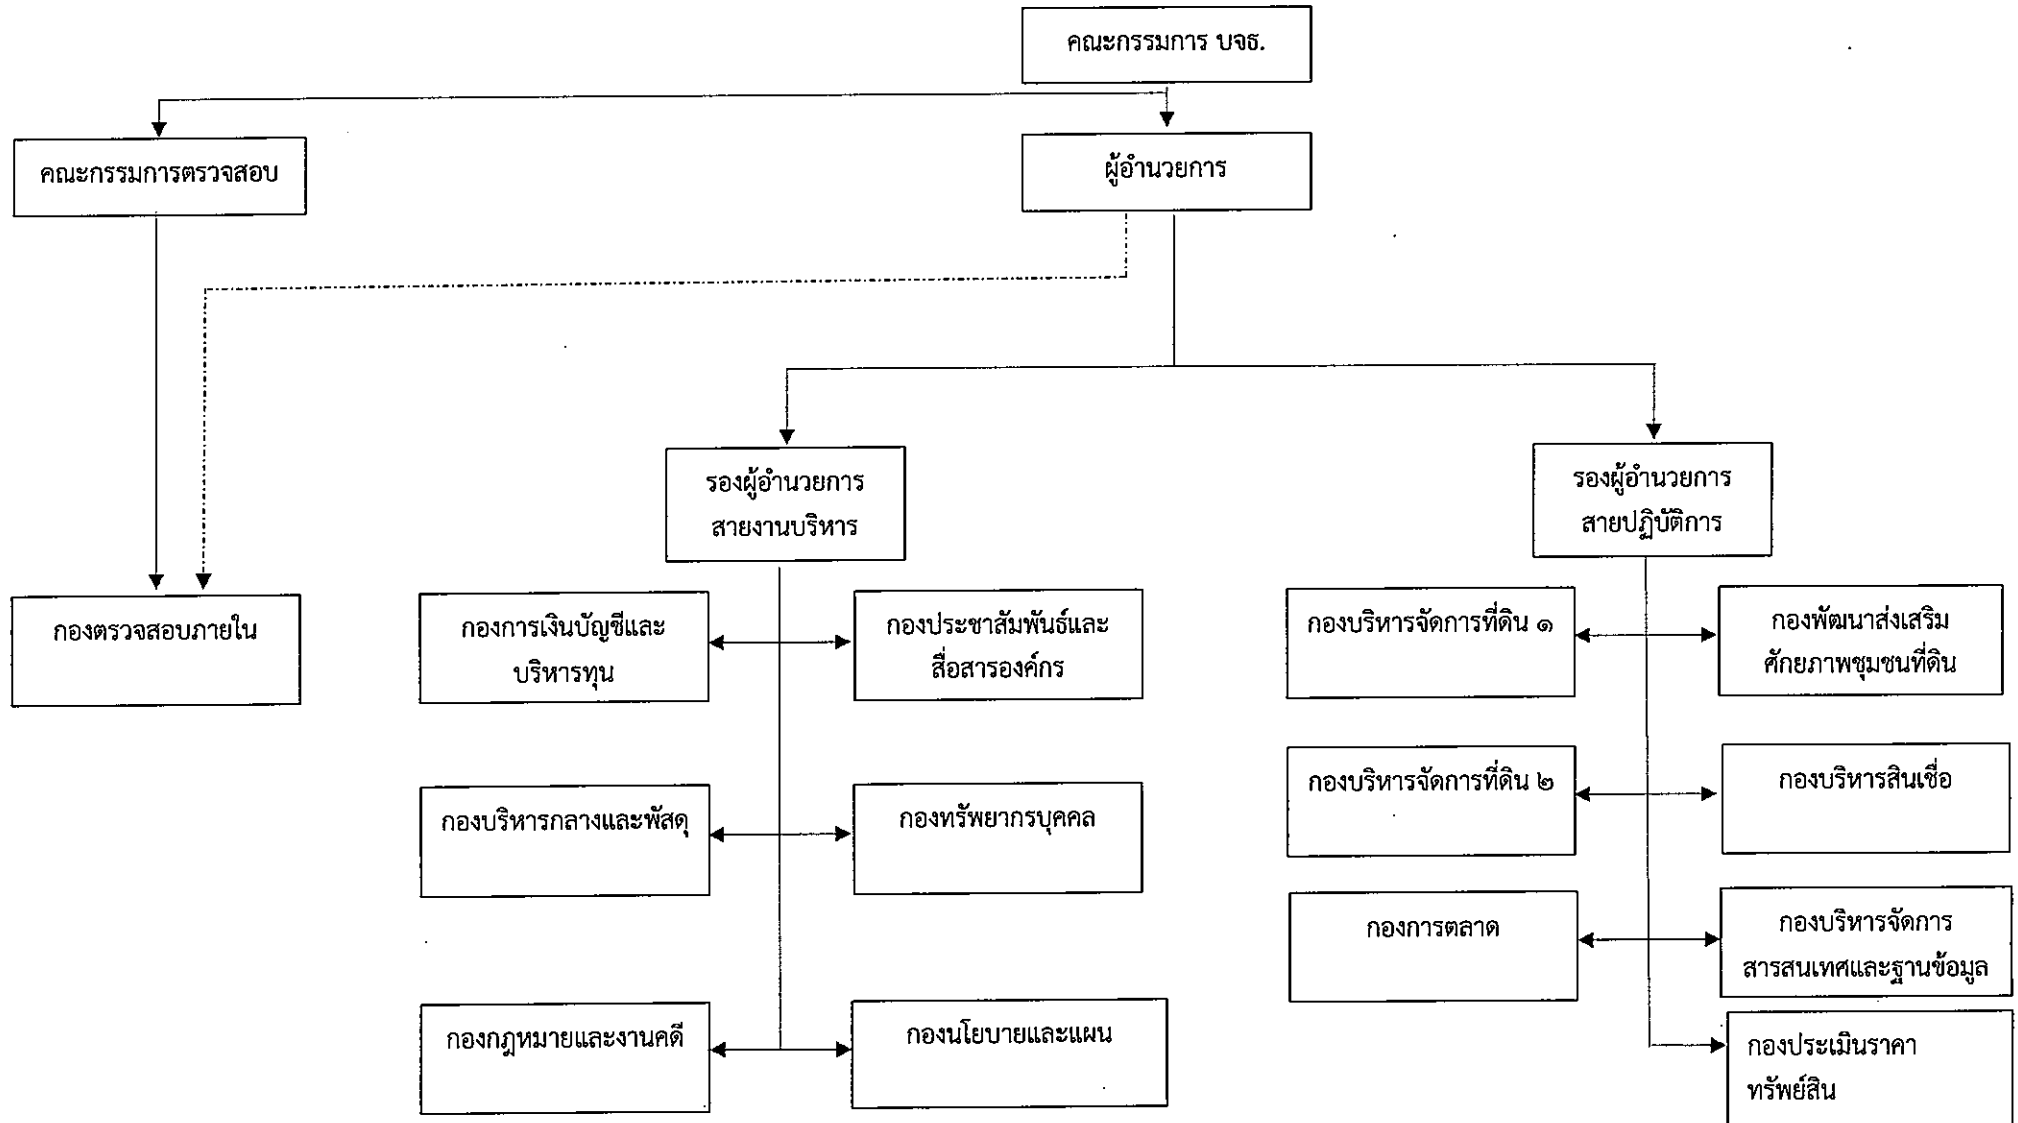 คณะกรรมการ บจธ.
คณะกรรมการตรวจสอบ
ผู้อำนวยการ
รองผู้อำนวยการ
สายงานบริหาร
รองผู้อำนวยการ
สายปฏิบัติการ
กองตรวจสอบภายใน
กองการเงินบัญชีและ
บริหารทุน
กองประชาสัมพันธ์และ
สื่อสารองค์กร
กองบริหารจัดการที่ดิน ๑
กองพัฒนาส่งเสริม
ศักยภาพชุมชนที่ดิน
กองบริหารกลางและพัสดุ
กองทรัพยากรบุคคล
กองบริหารจัดการที่ดิน ๒
กองบริหารสินเชื่อ
กองการตลาด
กองบริหารจัดการ
สารสนเทศและฐานข้อมูล
กองกฎหมายและงานคดี
กองนโยบายและแผน
กองประเมินราคา
ทรัพย์สิน